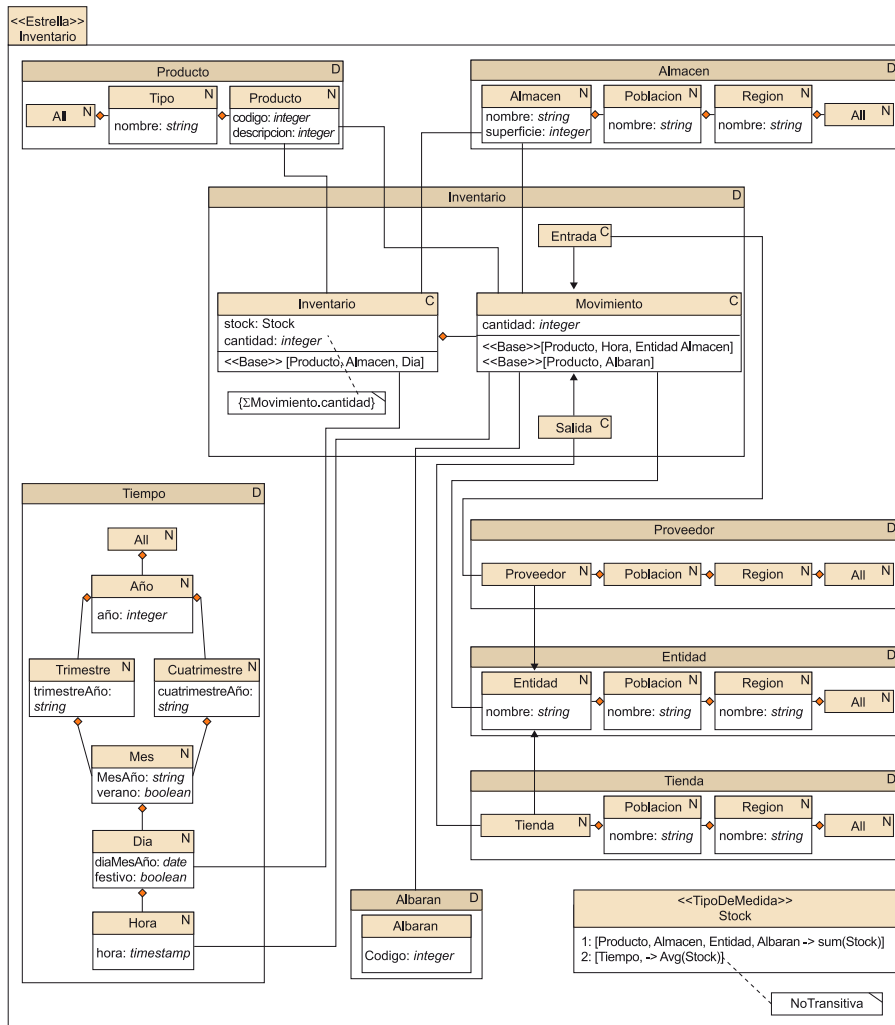 <<Estrella>>
Inventario
Producto D
All N
Tipo N
nombre: string
Producto N
codigo: integer
descripcion: integer
Almacen D
Almacen N
nombre: string
superficie: integer
Poblacion N
nombre: string
Region N
nombre: string
All N
Inventario D
Entrada C
Inventario C
stock: Stock
cantidad: integer
<<Base>> [Producto, Almacen, Dia]
{ΣMovimiento.cantidad}
Movimiento C
cantidad: integer
<<Base>>[Producto, Hora, Entidad Almacen]
<<Base>>[Producto, Albaran]
Salida C
Tiempo D
All N
Año N
año: integer
Trimestre N
trimestreAño:
string
Cuatrimestre N
cuatrimestreAño:
string
Mes N
MesAño: string
verano: boolean
Dia N
diaMesAño: date
festivo: boolean
Hora N
hora: timestamp
Proveedor D
Proveedor N
Poblacion N
Region N
All N
Entidad D
Entidad N
nombre: string
Poblacion N
nombre: string
Region N
nombre: string
All N
Tienda D
Tienda N
Poblacion N
nombre: string
Region N
nombre: string
All N
Albaran D
Albaran
Codigo: integer
<<TipoDeMedida>>
Stock
1: [Producto, Almacen, Entidad, Albaran -> sum(Stock)]
2: [Tiempo, -> Avg(Stock)}
NoTransitiva